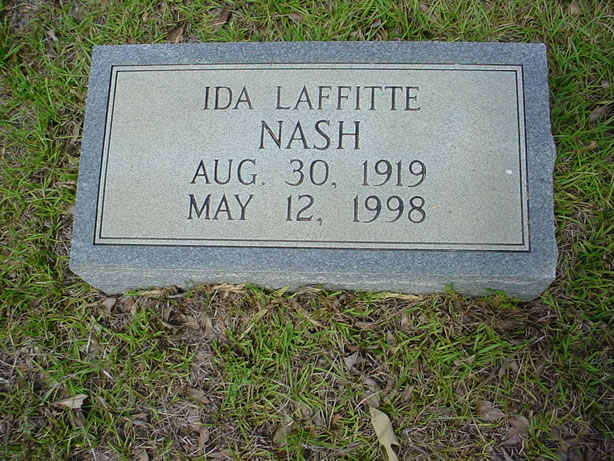 IDA LAFFITTE
NASH
AUG. 30, 1919
MAY 12, 1998